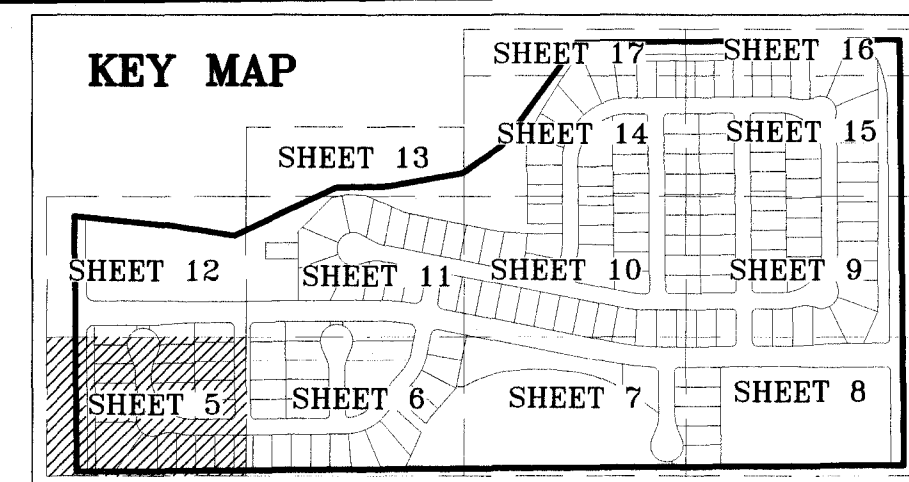 KEY MAP
SHEET 17
SHEET 16
SHEET 14
SHEET 15
SHEET 13
SHEET 12
SHEET 11
SHEET 10
SHEET 9
SHEET 5
SHEET 6
SHEET 7
SHEET 8